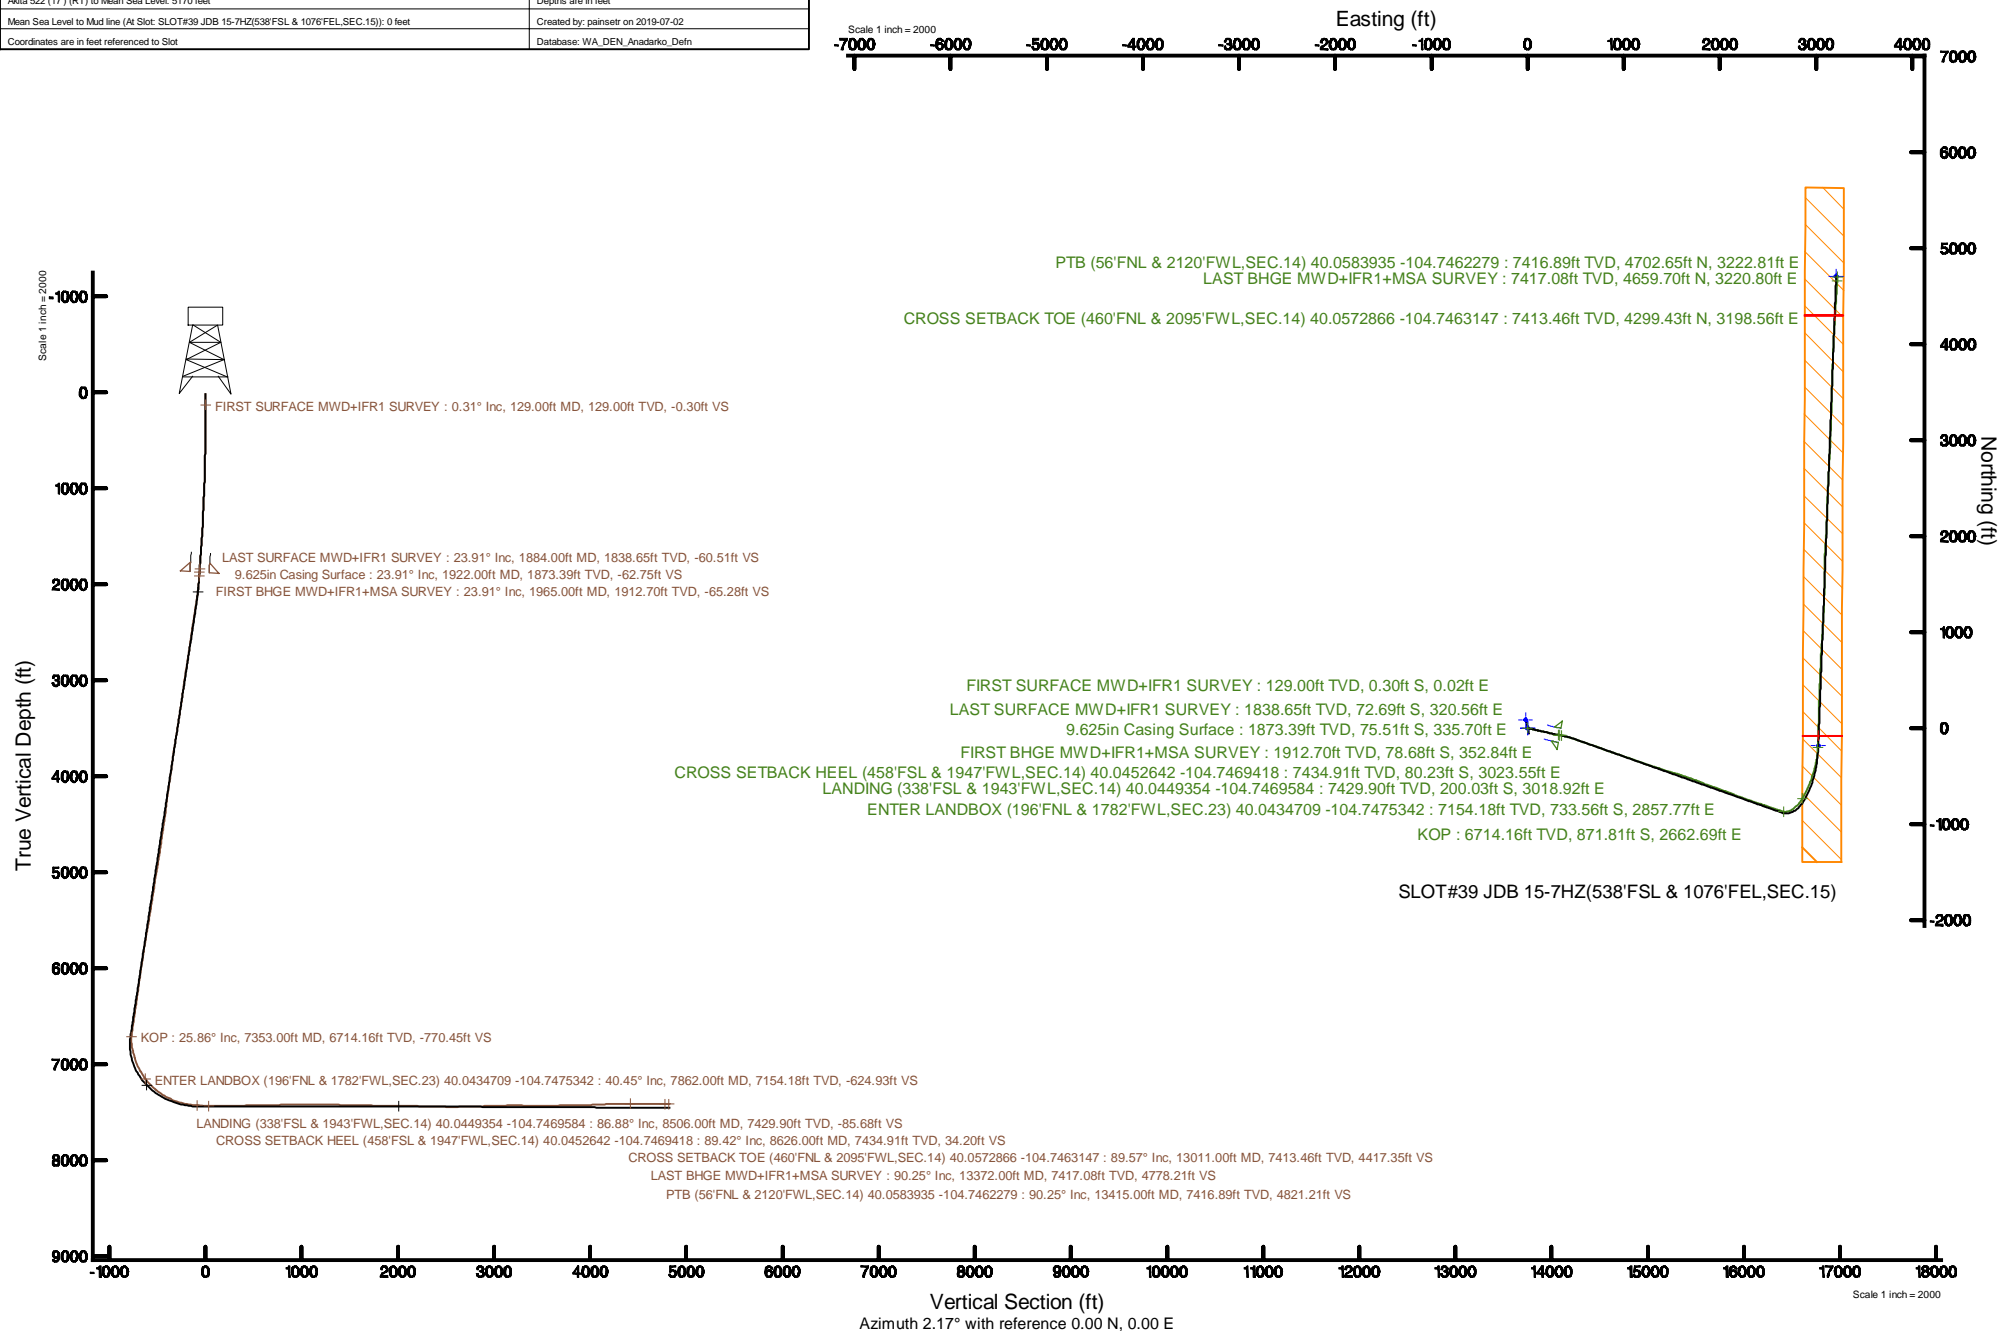 Akita 522 (17') (RT) to Mean Sea Level: 5170 feet
Depths are in feet
Mean Sea Level to Mud line (At Slot: SLOT#39 JDB 15-7HZ(538'FSL & 1076'FEL,SEC.15)): 0 feet
Created by: painsetr on 2019-07-02
Coordinates are in feet referenced to Slot
Database: WA_DEN_Anadarko_Defn
Easting (ft)
Scale 1 inch = 2000
-7000 -6000 -5000 -4000 -3000 -2000 -1000 0 1000 2000 3000 4000
7000
6000
5000
4000
3000
2000
1000
0
-1000
-2000
Northing (ft)
PTB (56'FNL & 2120'FWL,SEC.14) 40.0583935 -104.7462279 : 7416.89ft TVD, 4702.65ft N, 3222.81ft E
LAST BHGE MWD+IFR1+MSA SURVEY : 7417.08ft TVD, 4659.70ft N, 3220.80ft E
CROSS SETBACK TOE (460'FNL & 2095'FWL,SEC.14) 40.0572866 -104.7463147 : 7413.46ft TVD, 4299.43ft N, 3198.56ft E
FIRST SURFACE MWD+IFR1 SURVEY : 129.00ft TVD, 0.30ft S, 0.02ft E
LAST SURFACE MWD+IFR1 SURVEY : 1838.65ft TVD, 72.69ft S, 320.56ft E
9.625in Casing Surface : 1873.39ft TVD, 75.51ft S, 335.70ft E
FIRST BHGE MWD+IFR1+MSA SURVEY : 1912.70ft TVD, 78.68ft S, 352.84ft E
CROSS SETBACK HEEL (458'FSL & 1947'FWL,SEC.14) 40.0452642 -104.7469418 : 7434.91ft TVD, 80.23ft S, 3023.55ft E
LANDING (338'FSL & 1943'FWL,SEC.14) 40.0449354 -104.7469584 : 7429.90ft TVD, 200.03ft S, 3018.92ft E
ENTER LANDBOX (196'FNL & 1782'FWL,SEC.23) 40.0434709 -104.7475342 : 7154.18ft TVD, 733.56ft S, 2857.77ft E
KOP : 6714.16ft TVD, 871.81ft S, 2662.69ft E
SLOT#39 JDB 15-7HZ(538'FSL & 1076'FEL,SEC.15)
Scale 1 inch = 2000
True Vertical Depth (ft)
-1000
0
1000
2000
3000
4000
5000
6000
7000
8000
9000
FIRST SURFACE MWD+IFR1 SURVEY : 0.31° Inc, 129.00ft MD, 129.00ft TVD, -0.30ft VS
LAST SURFACE MWD+IFR1 SURVEY : 23.91° Inc, 1884.00ft MD, 1838.65ft TVD, -60.51ft VS
9.625in Casing Surface : 23.91° Inc, 1922.00ft MD, 1873.39ft TVD, -62.75ft VS
FIRST BHGE MWD+IFR1+MSA SURVEY : 23.91° Inc, 1965.00ft MD, 1912.70ft TVD, -65.28ft VS
KOP : 25.86° Inc, 7353.00ft MD, 6714.16ft TVD, -770.45ft VS
ENTER LANDBOX (196'FNL & 1782'FWL,SEC.23) 40.0434709 -104.7475342 : 40.45° Inc, 7862.00ft MD, 7154.18ft TVD, -624.93ft VS
LANDING (338'FSL & 1943'FWL,SEC.14) 40.0449354 -104.7469584 : 86.88° Inc, 8506.00ft MD, 7429.90ft TVD, -85.68ft VS
CROSS SETBACK HEEL (458'FSL & 1947'FWL,SEC.14) 40.0452642 -104.7469418 : 89.42° Inc, 8626.00ft MD, 7434.91ft TVD, 34.20ft VS
CROSS SETBACK TOE (460'FNL & 2095'FWL,SEC.14) 40.0572866 -104.7463147 : 89.57° Inc, 13011.00ft MD, 7413.46ft TVD, 4417.35ft VS
LAST BHGE MWD+IFR1+MSA SURVEY : 90.25° Inc, 13372.00ft MD, 7417.08ft TVD, 4778.21ft VS
PTB (56'FNL & 2120'FWL,SEC.14) 40.0583935 -104.7462279 : 90.25° Inc, 13415.00ft MD, 7416.89ft TVD, 4821.21ft VS
-1000 0 1000 2000 3000 4000 5000 6000 7000 8000 9000 10000 11000 12000 13000 14000 15000 16000 17000 18000
Vertical Section (ft)
Scale 1 inch = 2000
Azimuth 2.17° with reference 0.00 N, 0.00 E